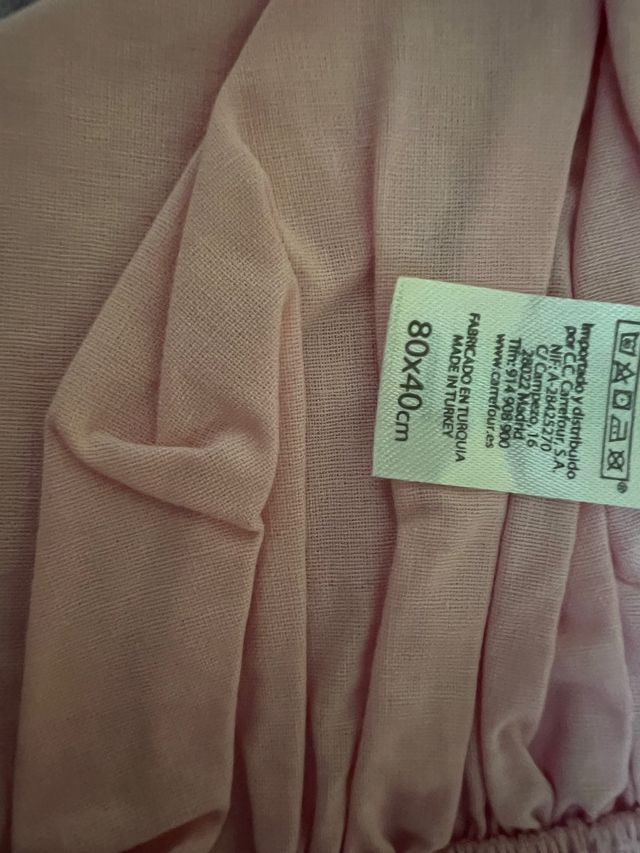 Importado y distribuido
por C.C. Carrefour, S.A.
NIF: A-28425270
C/ Campezo, 16
28022 Madrid
Tlfn: 914 908 900
www.carrefour.es
FABRICADO EN TURQUIA
MADE IN TURKEY
80x40cm